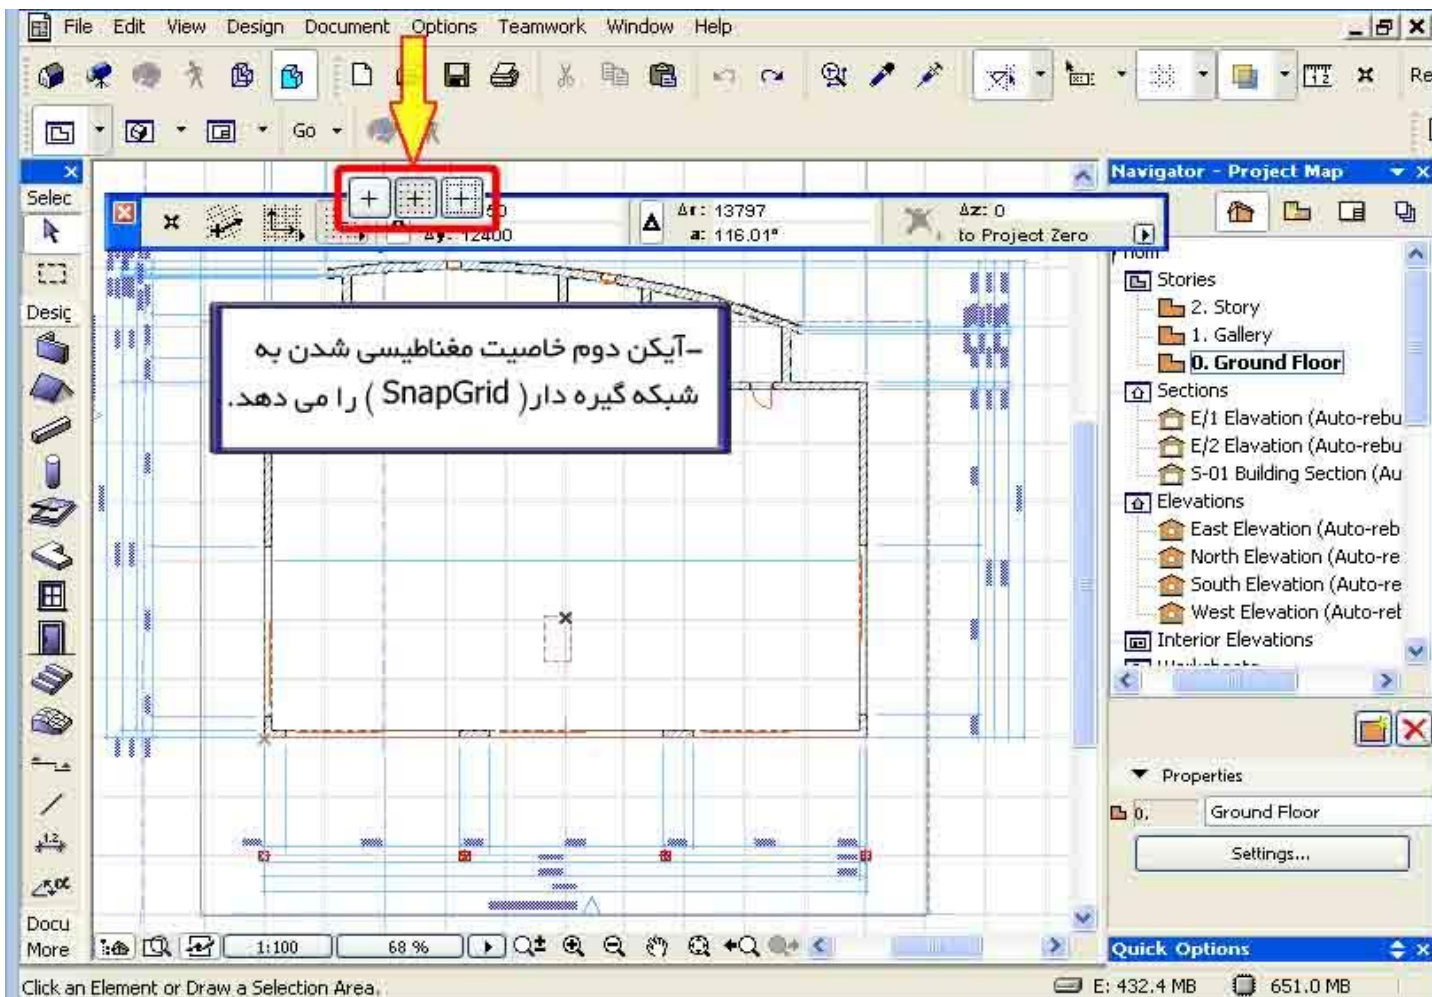 File Edit View Design Document Options Teamwork Window Help
Re
Go
Selec
Desig
Docu
More
50
Δy: 12400
Δr: 13797
a: 116.01°
Δz: 0
to Project Zero
-آیکن دوم خاصیت مغناطیسی شدن به
شبکه گیره دار( SnapGrid ) را می دهد.
1:100
68 %
Navigator - Project Map
Stories
2. Story
1. Gallery
0. Ground Floor
Sections
E/1 Elavation (Auto-rebu
E/2 Elavation (Auto-rebu
S-01 Building Section (Au
Elevations
East Elevation (Auto-reb
North Elevation (Auto-re
South Elevation (Auto-re
West Elevation (Auto-ret
Interior Elevations
Properties
0. Ground Floor
Settings...
Quick Options
Click an Element or Draw a Selection Area.
E: 432.4 MB
651.0 MB